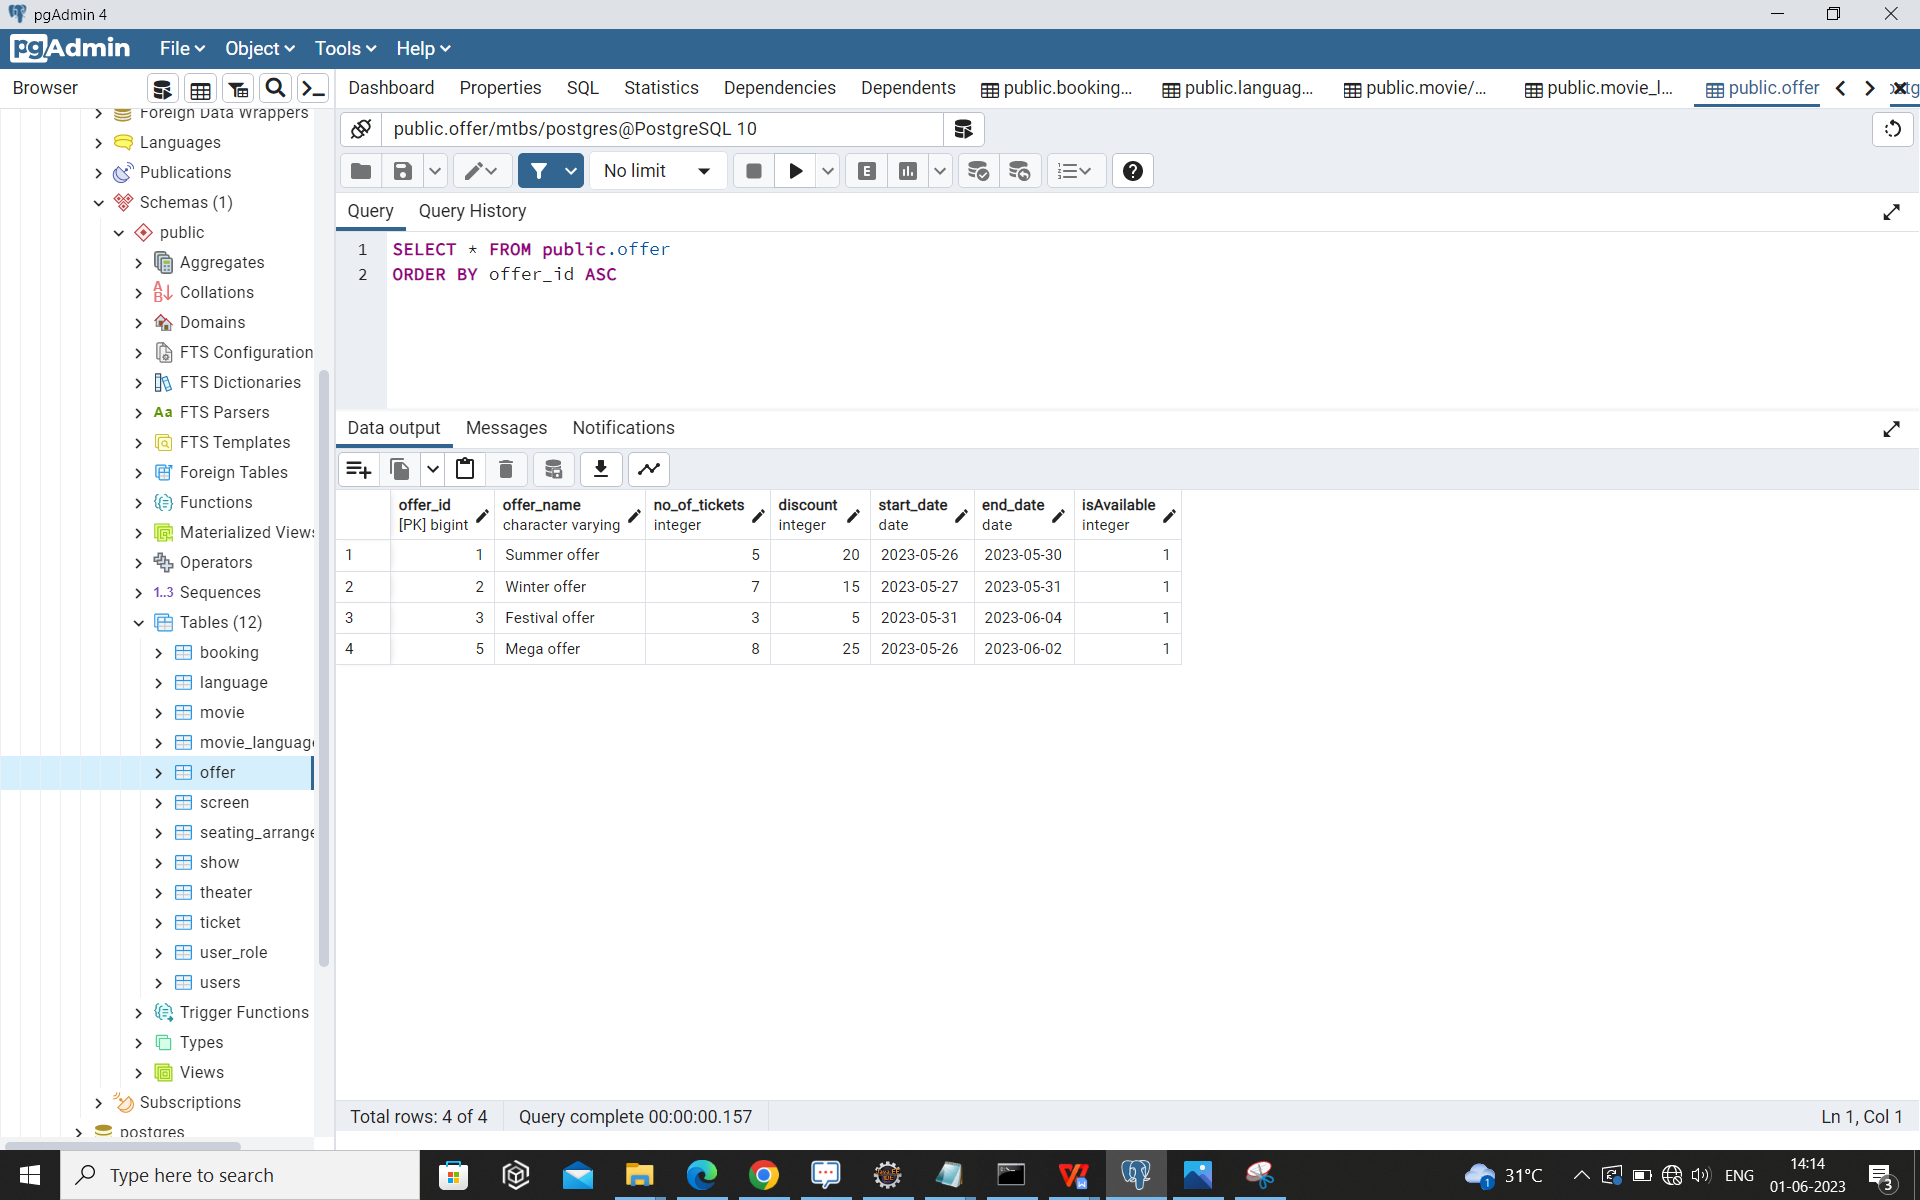 pgAdmin 4
pgAdmin File Object Tools Help
Browser
Dashboard Properties SQL Statistics Dependencies Dependents public.booking... public.languag... public.movie/... public.movie_l... public.offer
Foreign Data Wrappers
Languages
Publications
Schemas (1)
public
Aggregates
Collations
Domains
FTS Configuration
FTS Dictionaries
Aa FTS Parsers
FTS Templates
Foreign Tables
Functions
Materialized Views
Operators
1..3 Sequences
Tables (12)
booking
language
movie
movie_language
offer
screen
seating_arrange
show
theater
ticket
user_role
users
Trigger Functions
Types
Views
Subscriptions
postgres
public.offer/mtbs/postgres@PostgreSQL 10
No limit
E
Query Query History
1 SELECT * FROM public.offer
2 ORDER BY offer_id ASC
Data output Messages Notifications
offer_id offer_name no_of_tickets discount start_date end_date isAvailable
[PK] bigint character varying integer integer date date integer
1 1 Summer offer 5 20 2023-05-26 2023-05-30 1
2 2 Winter offer 7 15 2023-05-27 2023-05-31 1
3 3 Festival offer 3 5 2023-05-31 2023-06-04 1
4 5 Mega offer 8 25 2023-05-26 2023-06-02 1
Total rows: 4 of 4 Query complete 00:00:00.157 Ln 1, Col 1
Type here to search
1 31°C ENG 14:14
01-06-2023
3